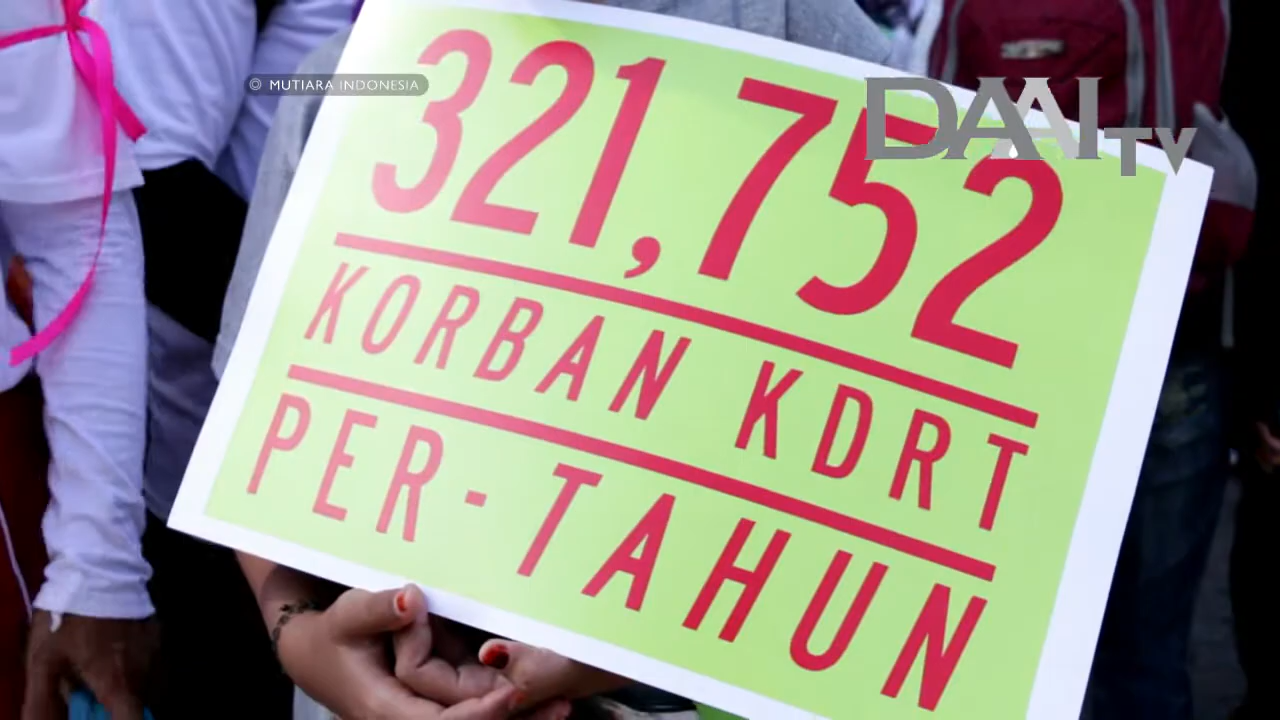 © MUTIARA INDONESIA
DAAI TV
321,752
KORBAN KDRT
PER-TAHUN